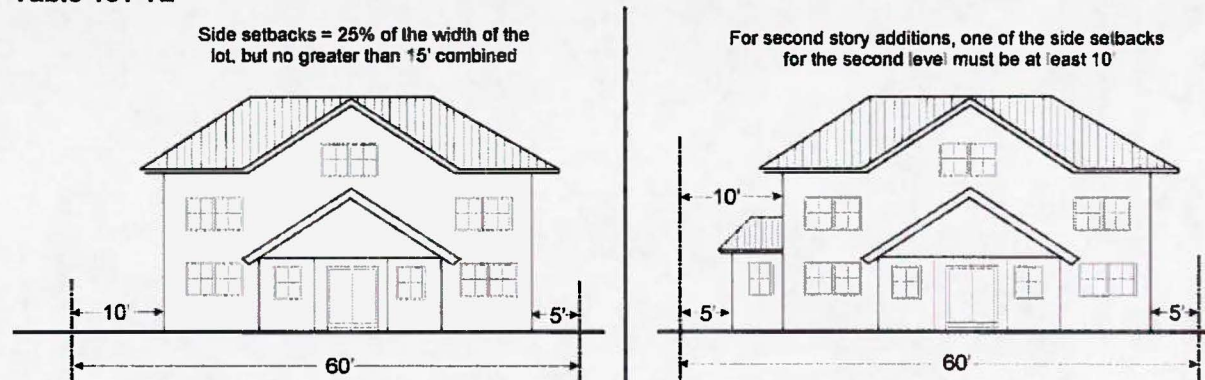 Side setbacks = 25% of the width of the
lot, but no greater than 15' combined
10'
5'
60'
For second story additions, one of the side setbacks
for the second level must be at least 10'
10'
5'
5'
60'